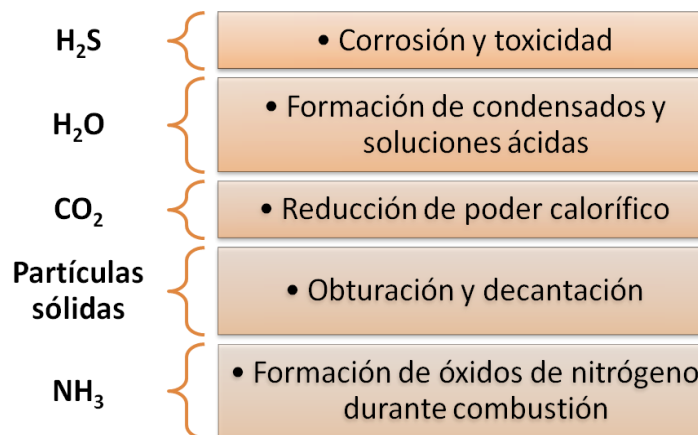 H₂S
• Corrosión y toxicidad
H₂O
• Formación de condensados y
soluciones ácidas
CO₂
• Reducción de poder calorífico
Partículas
sólidas
• Obturación y decantación
NH₃
• Formación de óxidos de nitrógeno
durante combustión